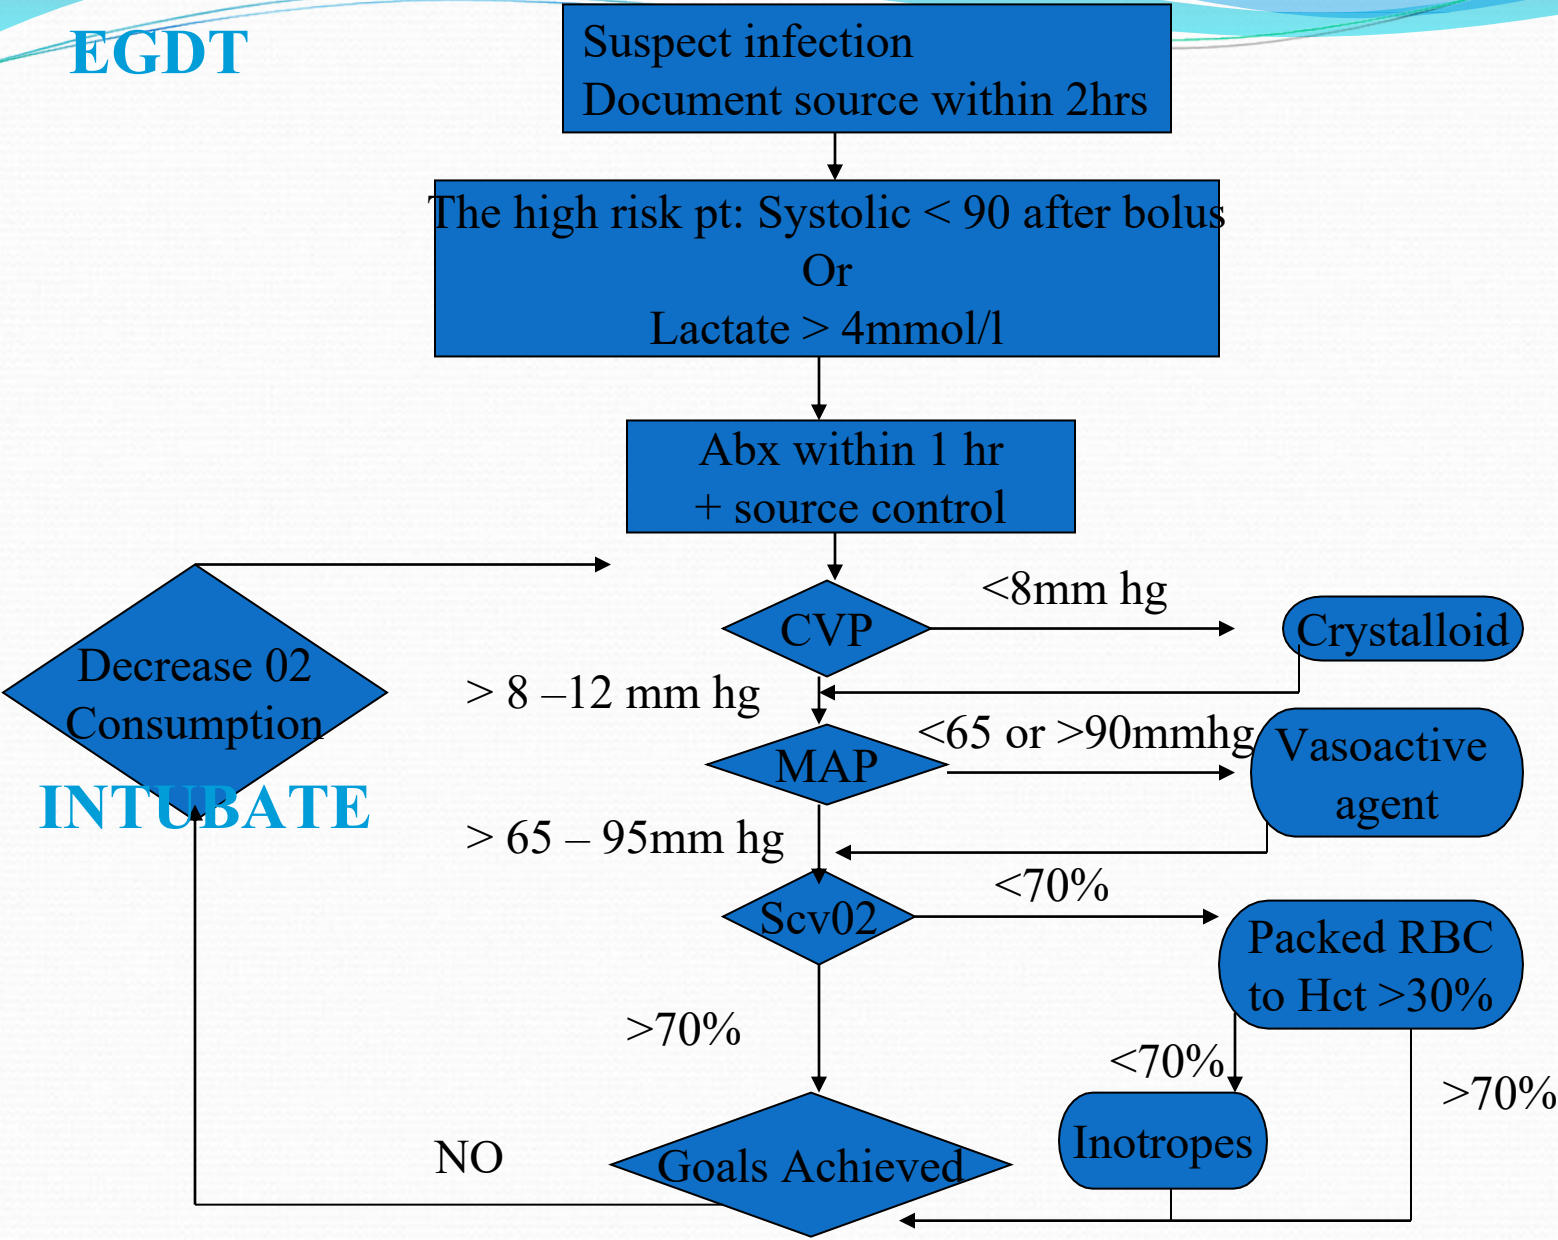 EGDT
Suspect infection
Document source within 2hrs
The high risk pt: Systolic < 90 after bolus
Or
Lactate > 4mmol/l
Abx within 1 hr
+ source control
<8mm hg
CVP
Crystalloid
Decrease 02
Consumption
INTUBATE
> 8 –12 mm hg
<65 or >90mmhg
MAP
Vasoactive
agent
> 65 – 95mm hg
<70%
Scv02
Packed RBC
to Hct >30%
>70%
<70%
>70%
Inotropes
NO
Goals Achieved